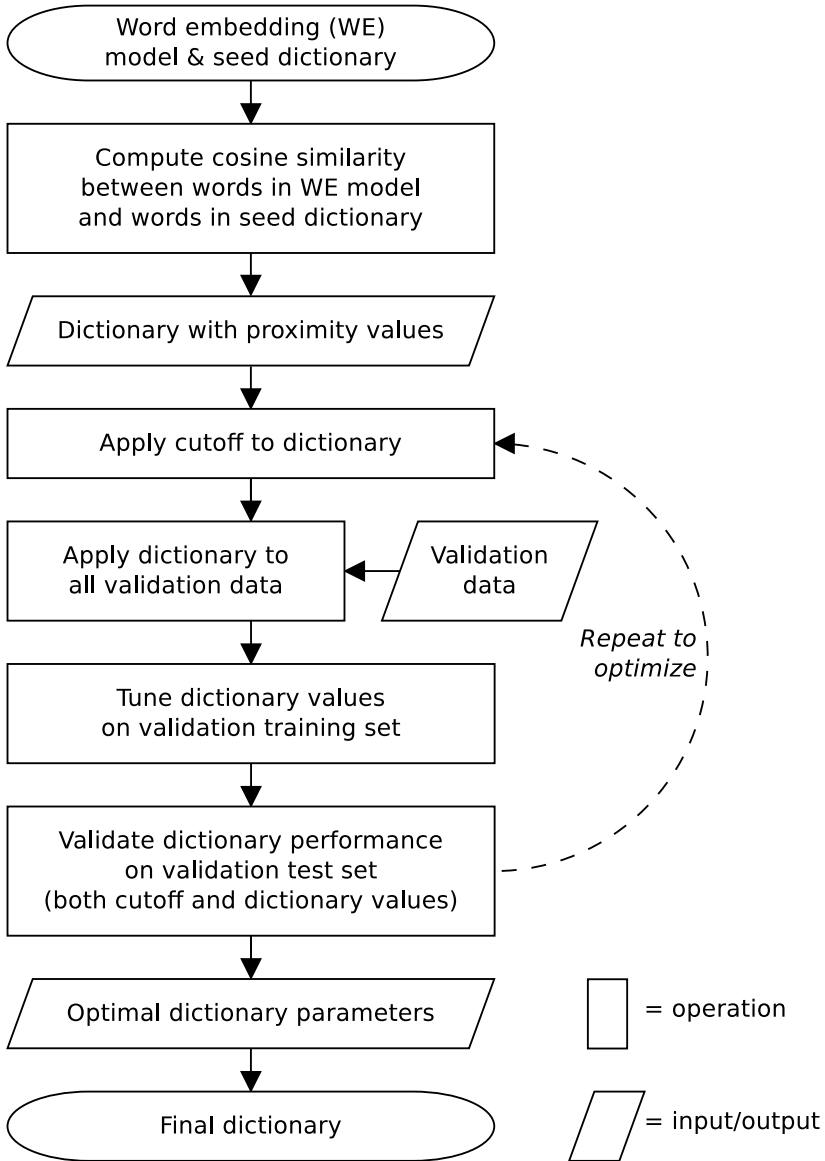 Word embedding (WE)
model & seed dictionary
Compute cosine similarity
between words in WE model
and words in seed dictionary
Dictionary with proximity values
Apply cutoff to dictionary
Apply dictionary to
all validation data
Validation
data
Repeat to
optimize
Tune dictionary values
on validation training set
Validate dictionary performance
on validation test set
(both cutoff and dictionary values)
Optimal dictionary parameters
= operation
Final dictionary
= input/output